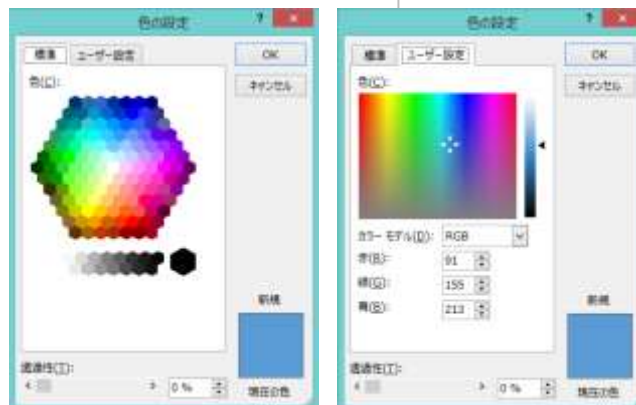 色の設定
?
標準 ユーザー設定
OK
キャンセル
色(C):
新規
透過性(T):
0 %
現在の色
色の設定
?
標準 ユーザー設定
OK
キャンセル
色(C):
カラー モデル(D): RGB
赤(R): 91
緑(G): 155
青(B): 213
新規
透過性(T):
0 %
現在の色